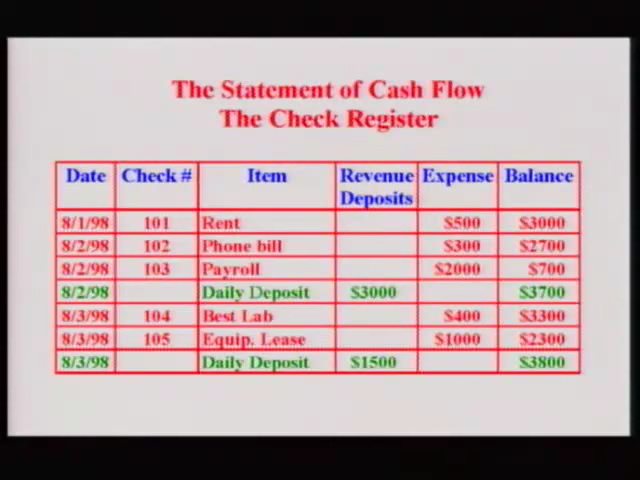 The Statement of Cash Flow
The Check Register
Date Check # Item Revenue Deposits Expense Balance
8/1/98 101 Rent $500 $3000
8/2/98 102 Phone bill $300 $2700
8/2/98 103 Payroll $2000 $700
8/2/98 Daily Deposit $3000 $3700
8/3/98 104 Best Lab $400 $3300
8/3/98 105 Equip. Lease $1000 $2300
8/3/98 Daily Deposit $1500 $3800